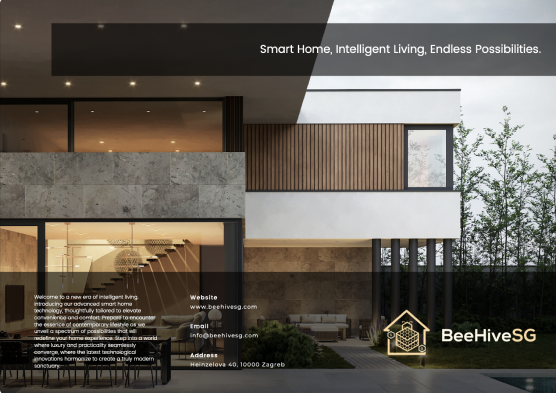 Smart Home, Intelligent Living, Endless Possibilities.
Welcome to a new era of intelligent living.
Introducing our advanced smart home
technology, thoughtfully tailored to elevate
convenience and comfort. Prepare to encounter
the essence of contemporary lifestyle as we
unveil a spectrum of possibilities that will
redefine your home experience. Step into a world
where luxury and practicality seamlessly
converge, where the latest technological
innovations harmonize to create a truly modern
sanctuary.
Website
www.beehivesg.com
Email
info@beehivesg.com
Address
Heinzelova 40, 10000 Zagreb
BeeHiveSG